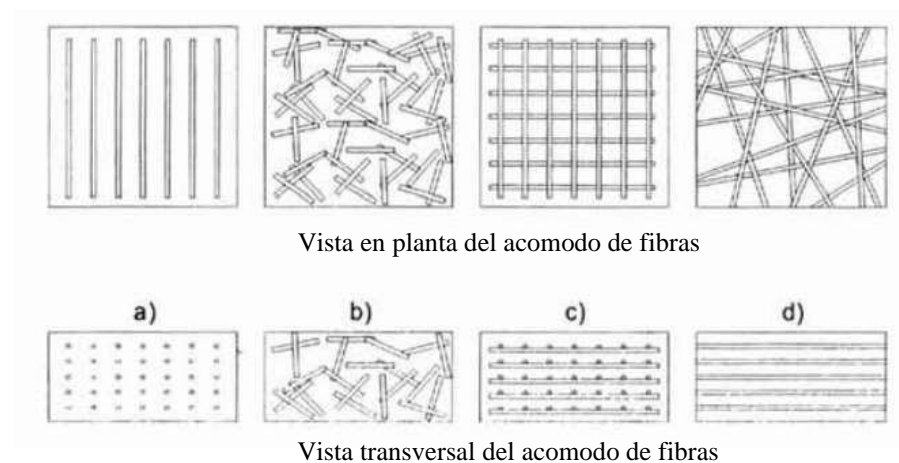 Vista en planta del acomodo de fibras
a) b) c) d)
Vista transversal del acomodo de fibras